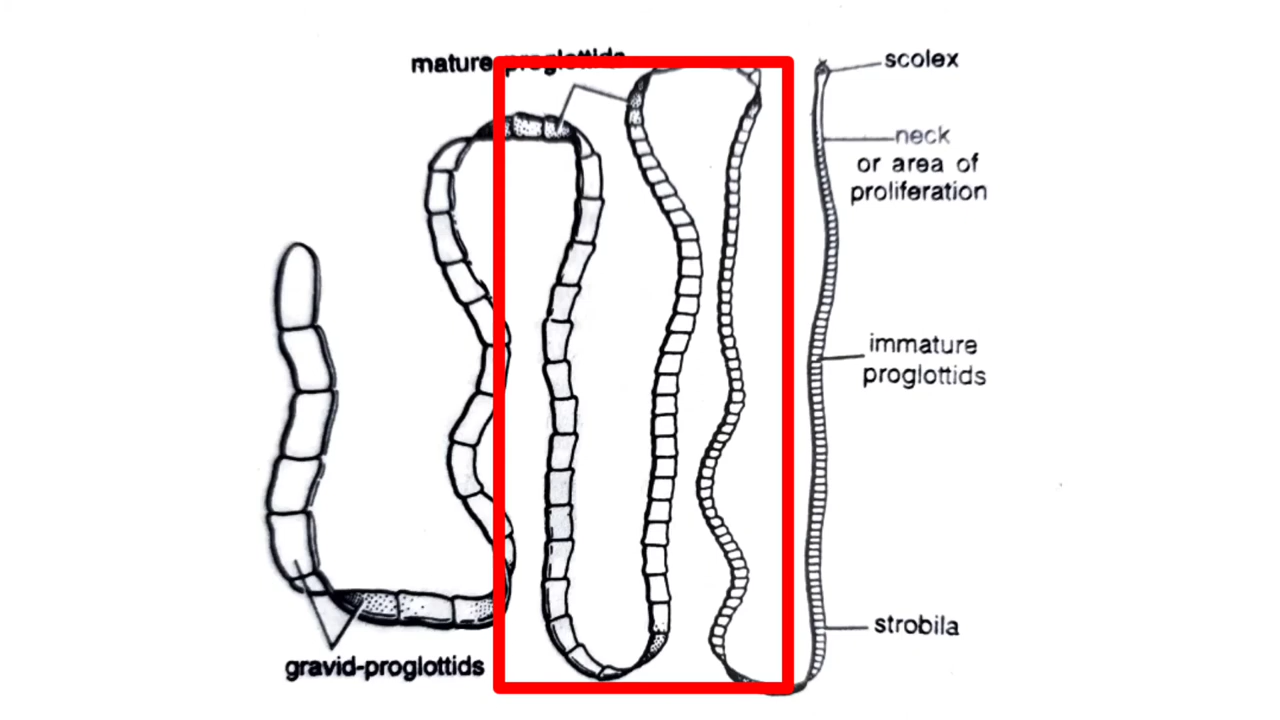 mature proglottids
scolex
neck
or area of
proliferation
immature
proglottids
strobila
gravid-proglottids